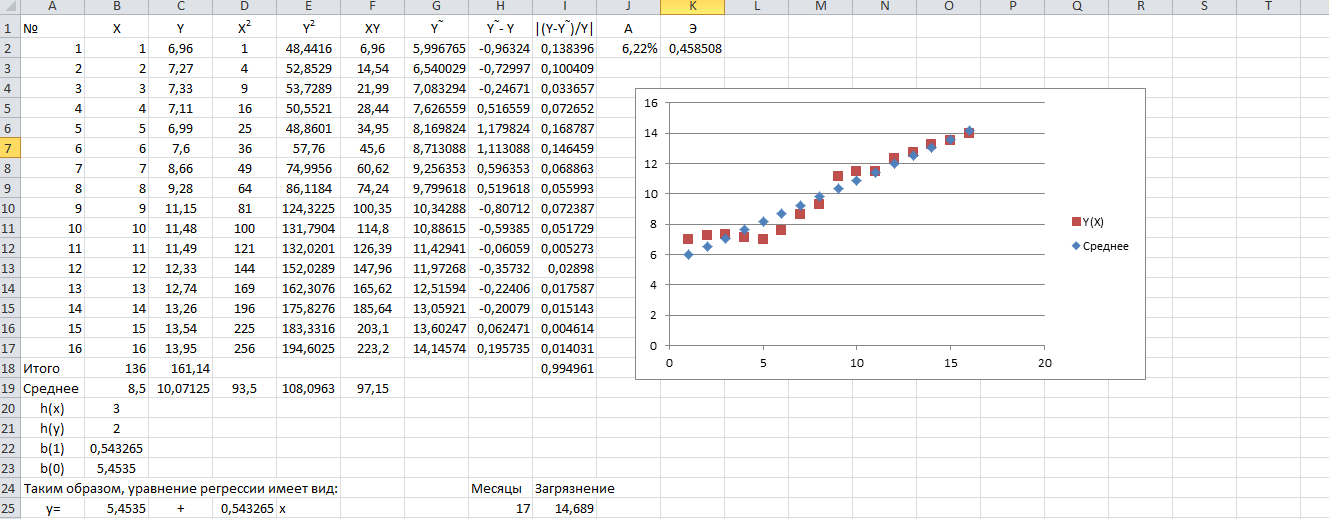 A B C D E F G H I J K L M N O P Q R S T
1 № X Y X² Y² XY Y˜ Y˜- Y |(Y-Y˜)/Y| А Э
2 1 1 6,96 1 48,4416 6,96 5,996765 -0,96324 0,138396 6,22% 0,458508
3 2 2 7,27 4 52,8529 14,54 6,540029 -0,72997 0,100409
4 3 3 7,33 9 53,7289 21,99 7,083294 -0,24671 0,033657
5 4 4 7,11 16 50,5521 28,44 7,626559 0,516559 0,072652
6 5 5 6,99 25 48,8601 34,95 8,169824 1,179824 0,168787
7 6 6 7,6 36 57,76 45,6 8,713088 1,113088 0,146459
8 7 7 8,66 49 74,9956 60,62 9,256353 0,596353 0,068863
9 8 8 9,28 64 86,1184 74,24 9,799618 0,519618 0,055993
10 9 9 11,15 81 124,3225 100,35 10,34288 -0,80712 0,072387
11 10 10 11,48 100 131,7904 114,8 10,88615 -0,59385 0,051729
12 11 11 11,49 121 132,0201 126,39 11,42941 -0,06059 0,005273
13 12 12 12,33 144 152,0289 147,96 11,97268 -0,35732 0,02898
14 13 13 12,74 169 162,3076 165,62 12,51594 -0,22406 0,017587
15 14 14 13,26 196 175,8276 185,64 13,05921 -0,20079 0,015143
16 15 15 13,54 225 183,3316 203,1 13,60247 0,062471 0,004614
17 16 16 13,95 256 194,6025 223,2 14,14574 0,195735 0,014031
18 Итого 136 161,14 0,994961
19 Среднее 8,5 10,07125 93,5 108,0963 97,15
20 h(x) 3
21 h(y) 2
22 b(1) 0,543265
23 b(0) 5,4535
24 Таким образом, уравнение регрессии имеет вид: Месяцы Загрязнение
25 y= 5,4535 + 0,543265 x 17 14,689
16
14
12
10
8
6
4
2
0
0 5 10 15 20
Y(X)
Среднее